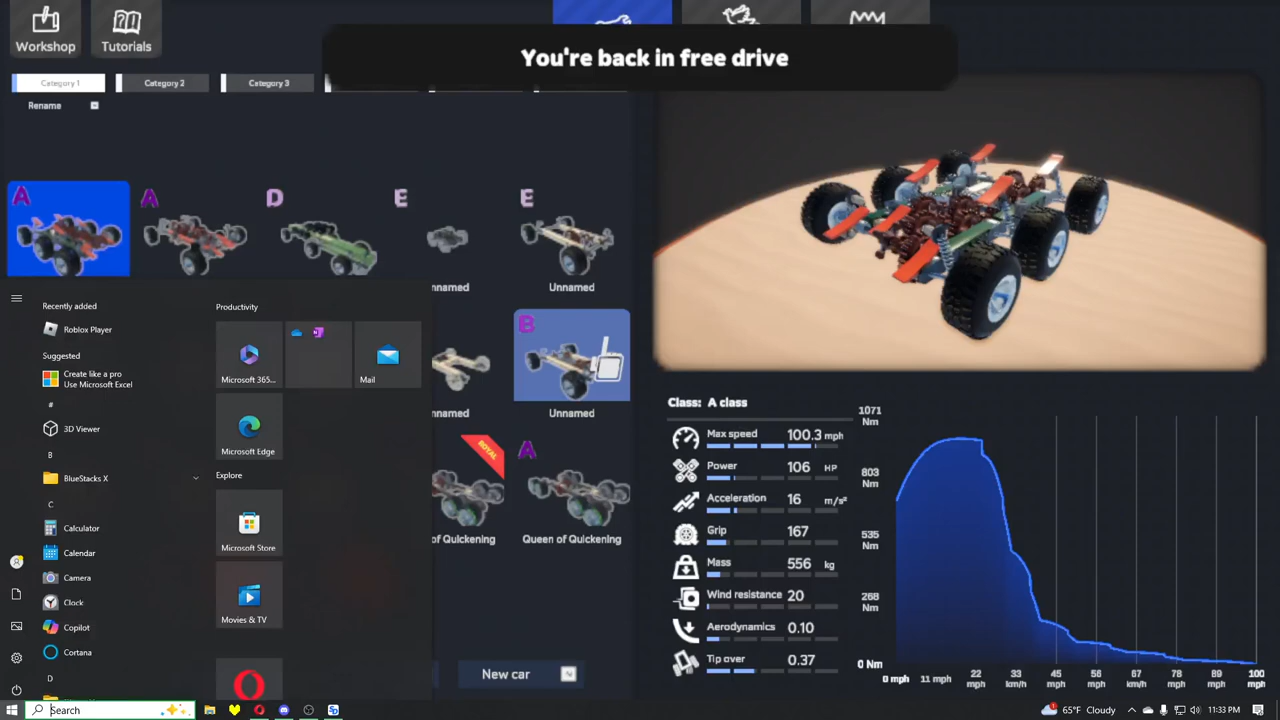 Workshop
Tutorials
You're back in free drive
Category 1
Category 2
Category 3
Rename
A
A
D
E
E
nnamed
Unnamed
B
nnamed
Unnamed
ROYAL
A
of Quickening
Queen of Quickening
New car
Class: A class
Max speed 100.3 mph
Power 106 HP
Acceleration 16 m/s²
Grip 167
Mass 556 kg
Wind resistance 20
Aerodynamics 0.10
Tip over 0.37
1071 Nm
803 Nm
535 Nm
268 Nm
0 Nm
0 mph
11 mph
22 mph
33 km/h
45 mph
56 mph
67 km/h
78 mph
89 mph
100 mph
Recently added
Roblox Player
Suggested
Create like a pro
Use Microsoft Excel
#
3D Viewer
B
BlueStacks X
C
Calculator
Calendar
Camera
Clock
Copilot
Cortana
D
Productivity
Microsoft 365...
N
Mail
Microsoft Edge
Explore
Microsoft Store
Movies & TV
Search
1
65°F Cloudy
11:33 PM